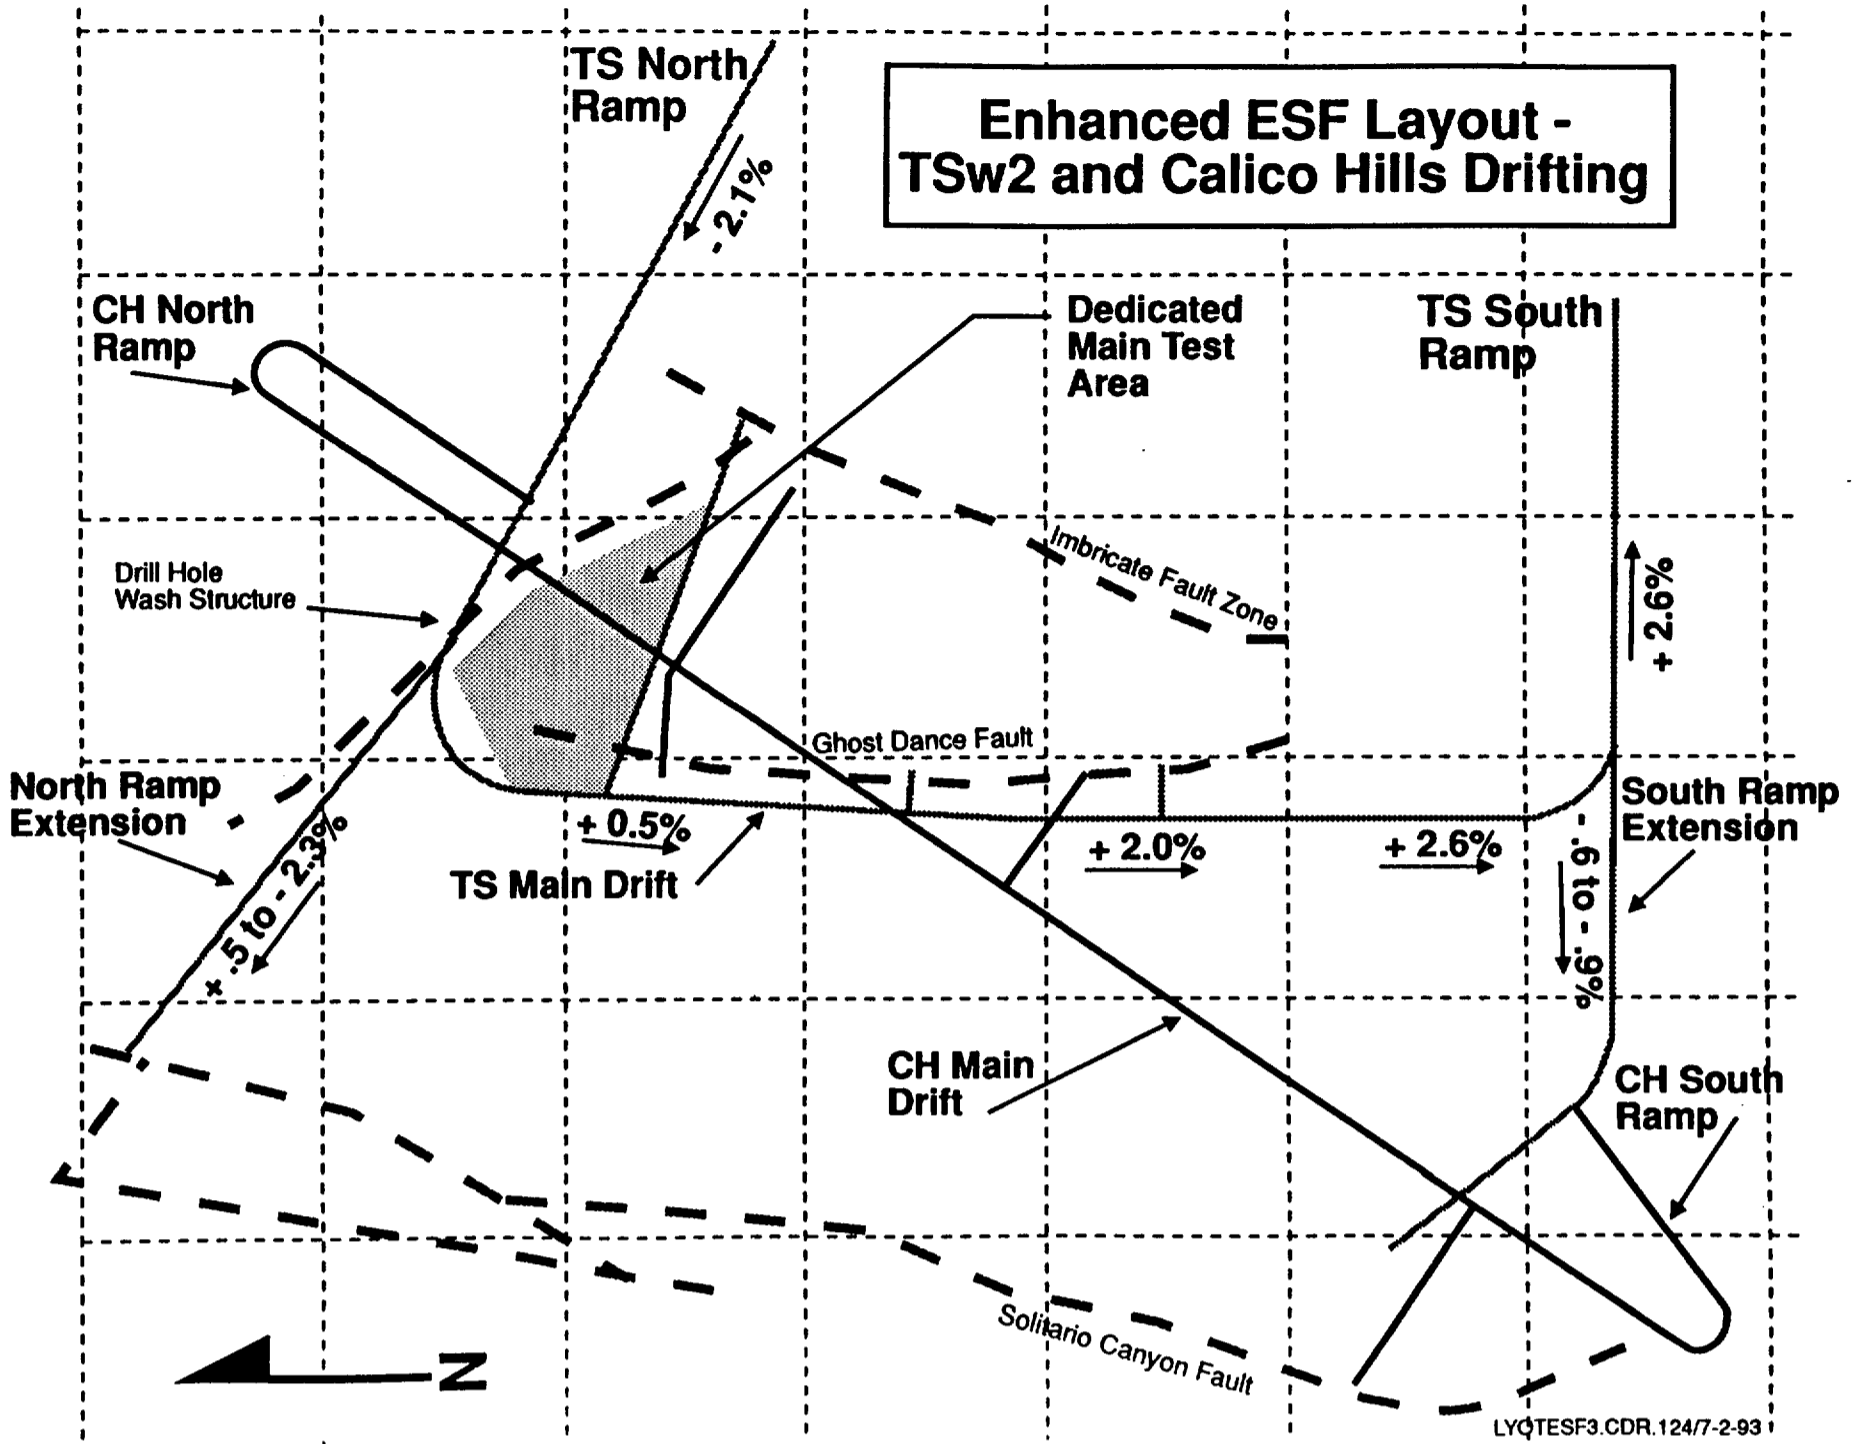 TS North
Ramp
Enhanced ESF Layout -
TSw2 and Calico Hills Drifting
- 2.1%
CH North
Ramp
Dedicated
Main Test
Area
TS South
Ramp
Imbricate Fault Zone
Drill Hole
Wash Structure
+ 2.6%
Ghost Dance Fault
North Ramp
Extension
South Ramp
Extension
+ 0.5%
+ 2.0%
+ 2.6%
TS Main Drift
+ .5 to - 2.3%
- .6 to - .9%
CH Main
Drift
CH South
Ramp
Solitario Canyon Fault
N
LYOTESF3.CDR.124/7-2-93